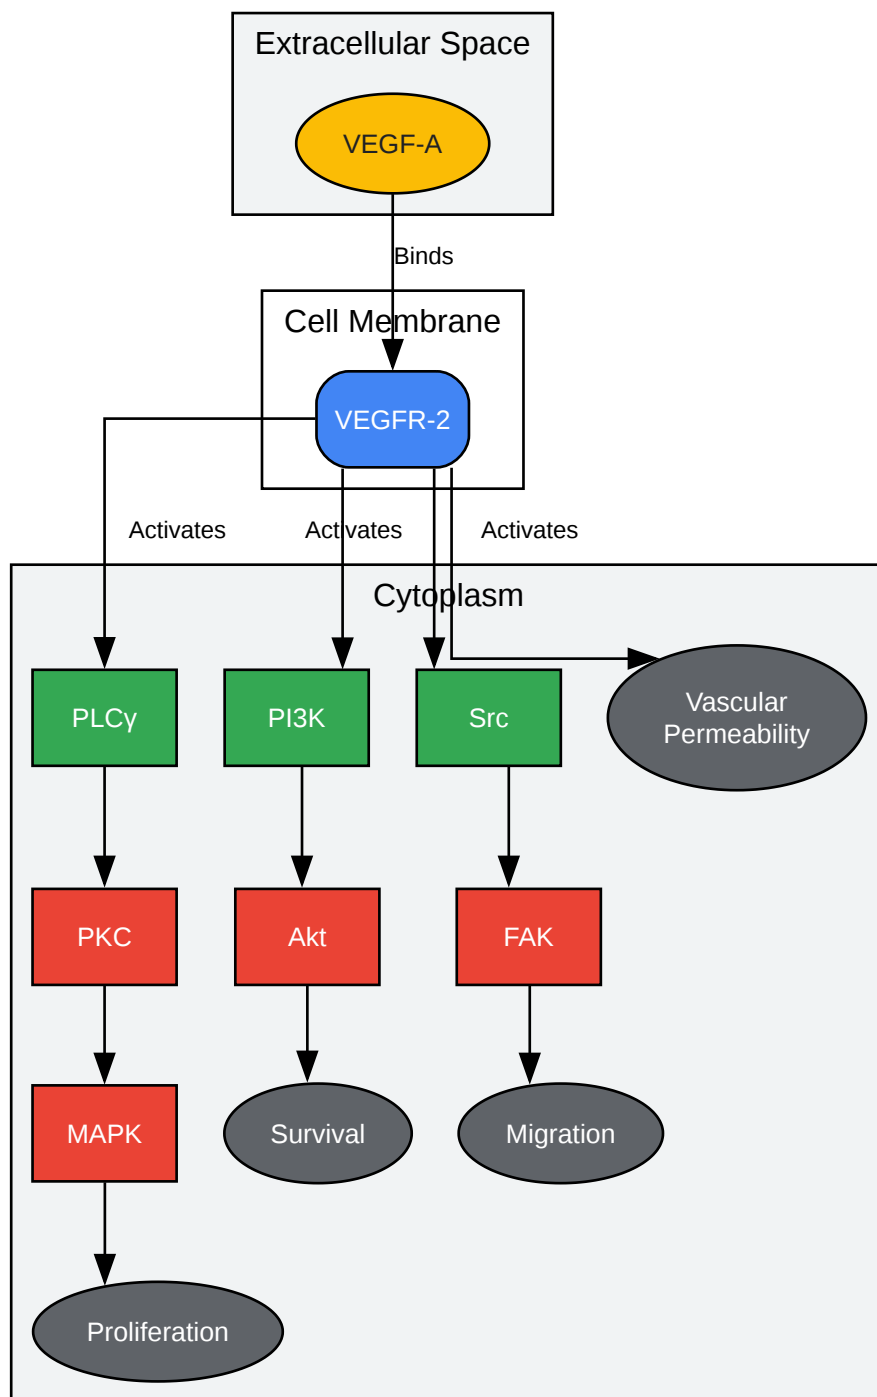 Extracellular Space
VEGF-A
Binds
Cell Membrane
VEGFR-2
Activates
Activates
Activates
Cytoplasm
PLCγ
PI3K
Src
Vascular
Permeability
PKC
Akt
FAK
MAPK
Survival
Migration
Proliferation